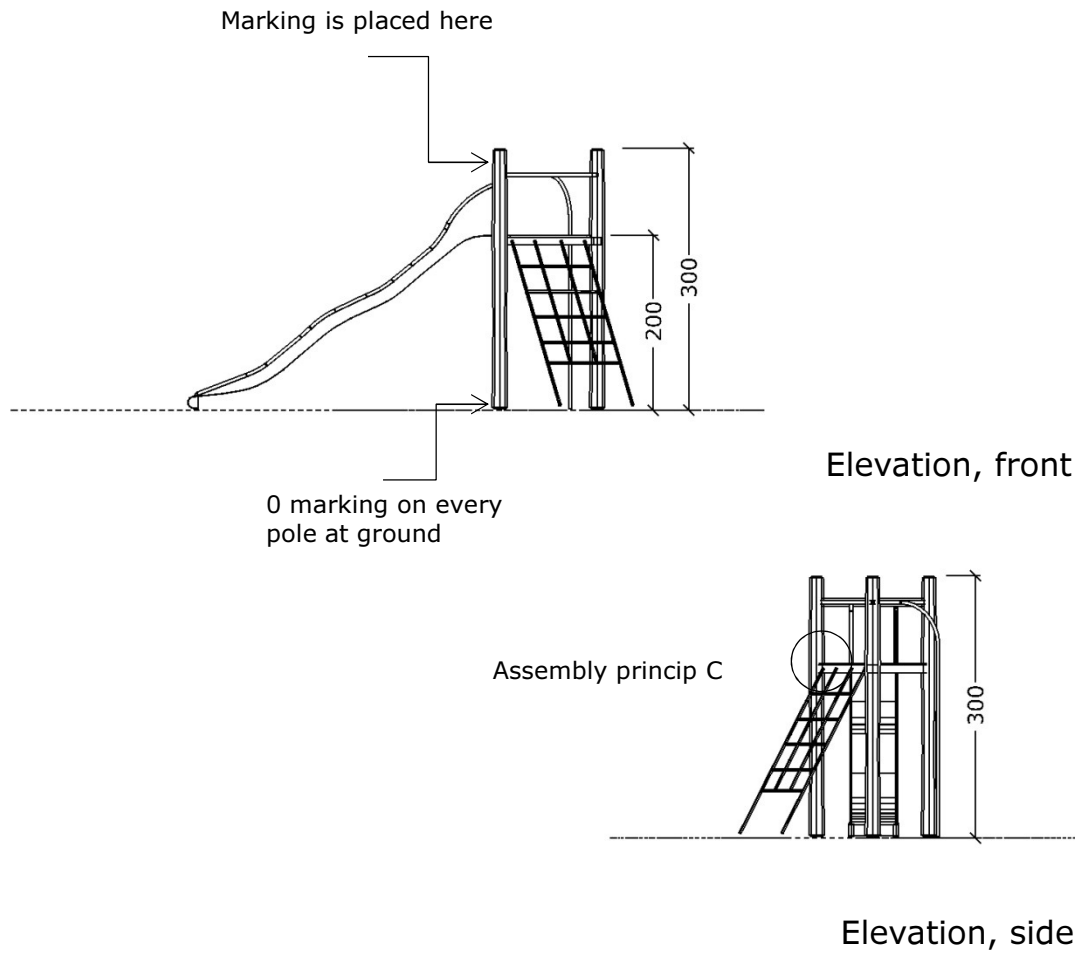 Marking is placed here
300
200
Elevation, front
0 marking on every
pole at ground
Assembly princip C
300
Elevation, side